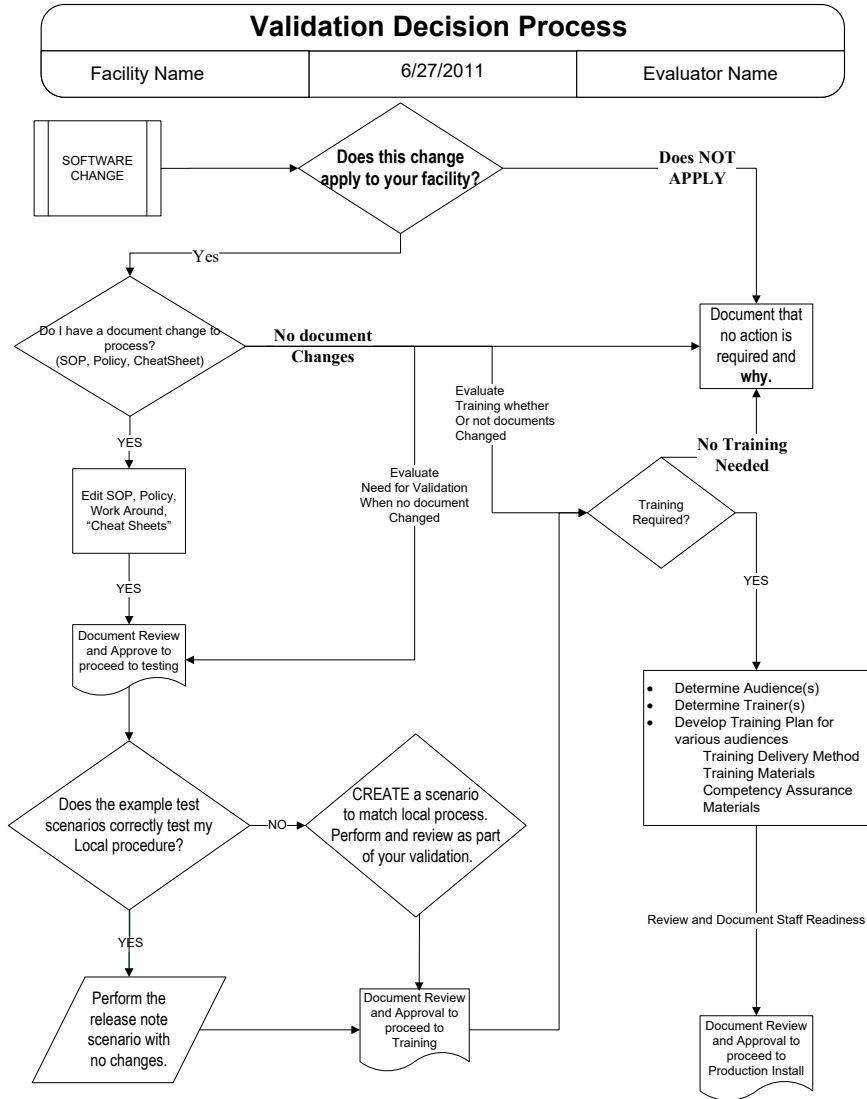 Validation Decision Process
Facility Name
6/27/2011
Evaluator Name
SOFTWARE
CHANGE
Does this change
apply to your facility?
Does NOT
APPLY
Yes
Do I have a document change to
process?
(SOP, Policy, CheatSheet)
No document
Changes
Document that
no action is
required and
why.
Evaluate
Training whether
Or not documents
Changed
YES
No Training
Needed
Evaluate
Need for Validation
When no document
Changed
Edit SOP, Policy,
Work Around,
“Cheat Sheets”
Training
Required?
YES
YES
Document Review
and Approve to
proceed to testing
• Determine Audience(s)
• Determine Trainer(s)
• Develop Training Plan for
various audiences
Training Delivery Method
Training Materials
Competency Assurance
Materials
Does the example test
scenarios correctly test my
Local procedure?
NO
CREATE a scenario
to match local process.
Perform and review as part
of your validation.
Review and Document Staff Readiness
YES
Perform the
release note
scenario with
no changes.
Document Review
and Approval to
proceed to
Training
Document Review
and Approval to
proceed to
Production Install